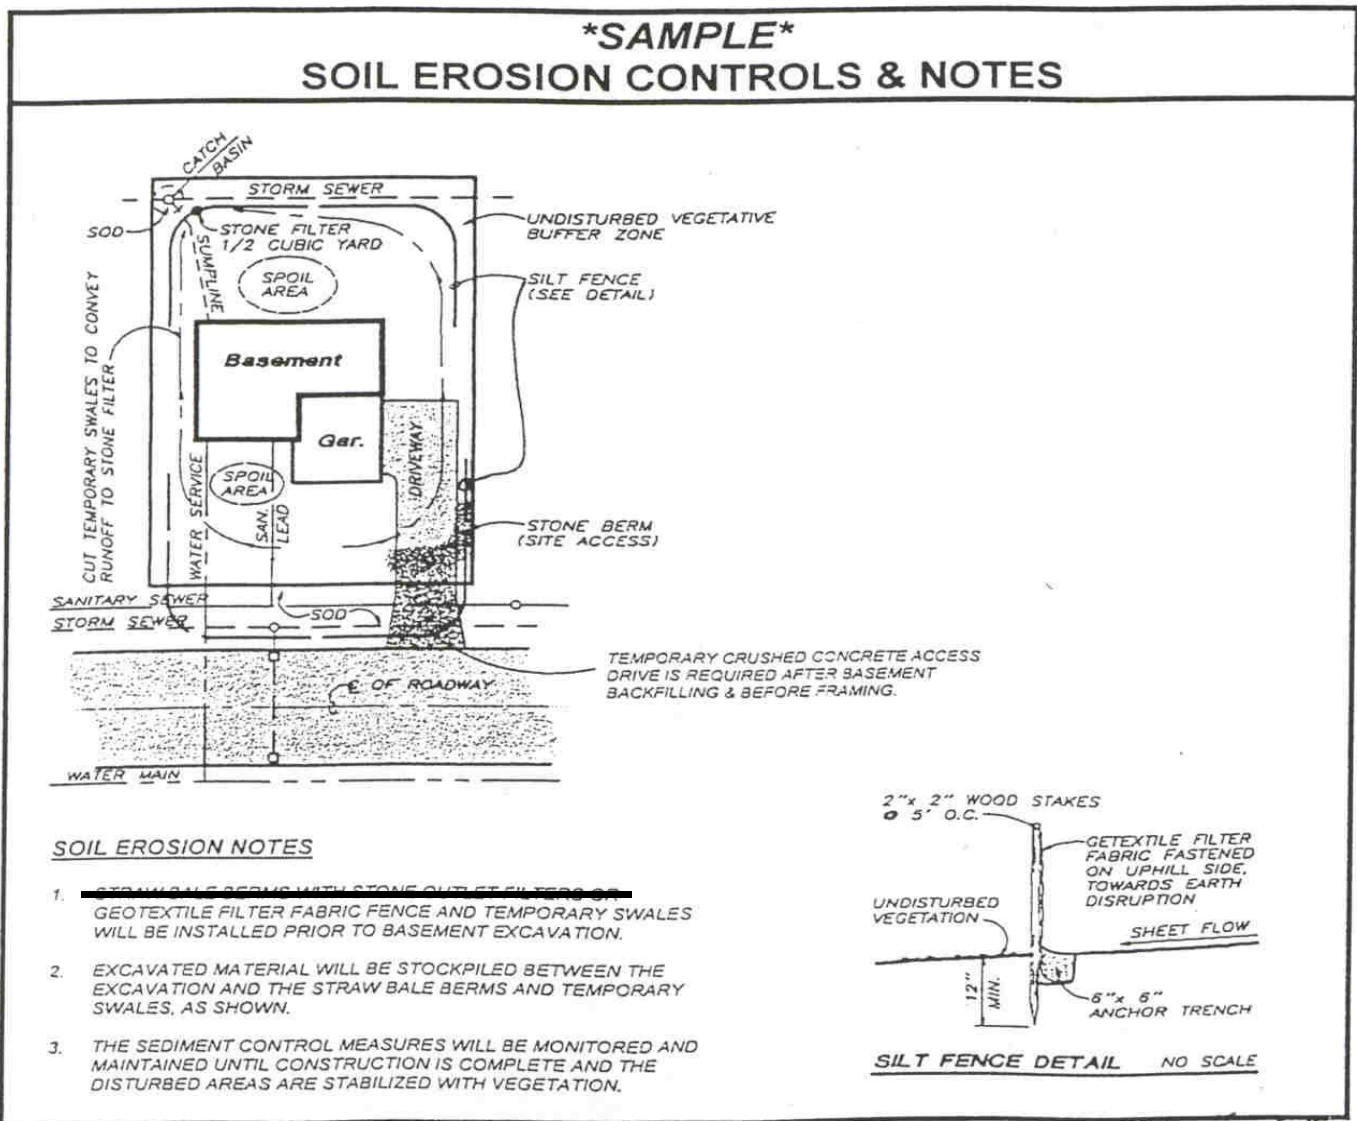 *SAMPLE*
SOIL EROSION CONTROLS & NOTES
CATCH
BASIN
STORM SEWER
SOD
STONE FILTER
1/2 CUBIC YARD
SUMPLINE
UNDISTURBED VEGETATIVE
BUFFER ZONE
SPOIL
AREA
SILT FENCE
(SEE DETAIL)
CUT TEMPORARY SWALES TO CONVEY
RUNOFF TO STONE FILTER
Basement
Gar.
DRIVEWAY
SPOIL
AREA
WATER SERVICE
SAN.
LEAD
STONE BERM
(SITE ACCESS)
SANITARY SEWER
SOD
STORM SEWER
TEMPORARY CRUSHED CONCRETE ACCESS
DRIVE IS REQUIRED AFTER BASEMENT
BACKFILLING & BEFORE FRAMING.
℄ OF ROADWAY
WATER MAIN
2"x 2" WOOD STAKES
@ 5' O.C.
GETEXTILE FILTER
FABRIC FASTENED
ON UPHILL SIDE,
TOWARDS EARTH
DISRUPTION
UNDISTURBED
VEGETATION
SHEET FLOW
12"
MIN.
6"x 6"
ANCHOR TRENCH
SILT FENCE DETAIL NO SCALE
SOIL EROSION NOTES
1. STRAW BALE BERMS WITH STONE OUTLET FILTERS OR
GEOTEXTILE FILTER FABRIC FENCE AND TEMPORARY SWALES
WILL BE INSTALLED PRIOR TO BASEMENT EXCAVATION.
2. EXCAVATED MATERIAL WILL BE STOCKPILED BETWEEN THE
EXCAVATION AND THE STRAW BALE BERMS AND TEMPORARY
SWALES, AS SHOWN.
3. THE SEDIMENT CONTROL MEASURES WILL BE MONITORED AND
MAINTAINED UNTIL CONSTRUCTION IS COMPLETE AND THE
DISTURBED AREAS ARE STABILIZED WITH VEGETATION.